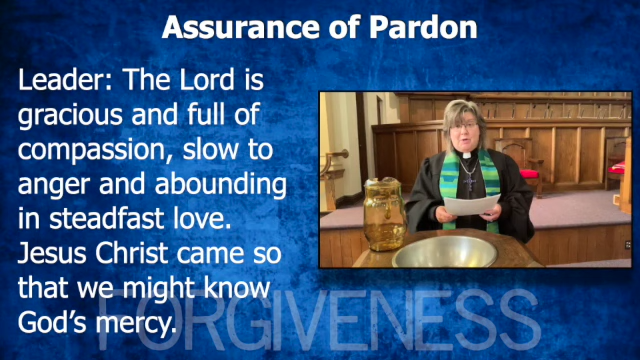 Assurance of Pardon
Leader: The Lord is
gracious and full of
compassion, slow to
anger and abounding
in steadfast love.
Jesus Christ came so
that we might know
God's mercy.
FORGIVENESS